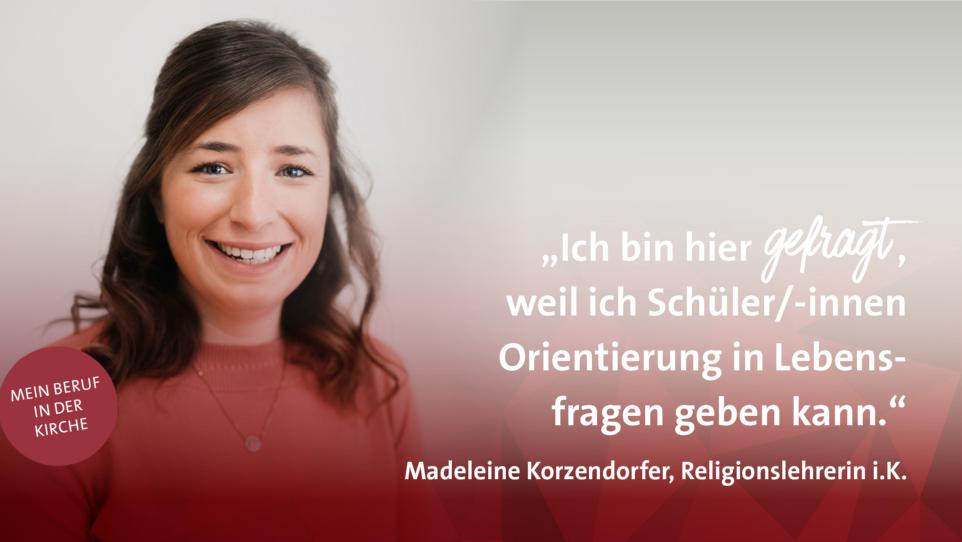 „Ich bin hier gefragt,
weil ich Schüler/-innen
Orientierung in Lebens-
fragen geben kann.“
Madeleine Korzendorfer, Religionslehrerin i.K.
MEIN BERUF
IN DER
KIRCHE